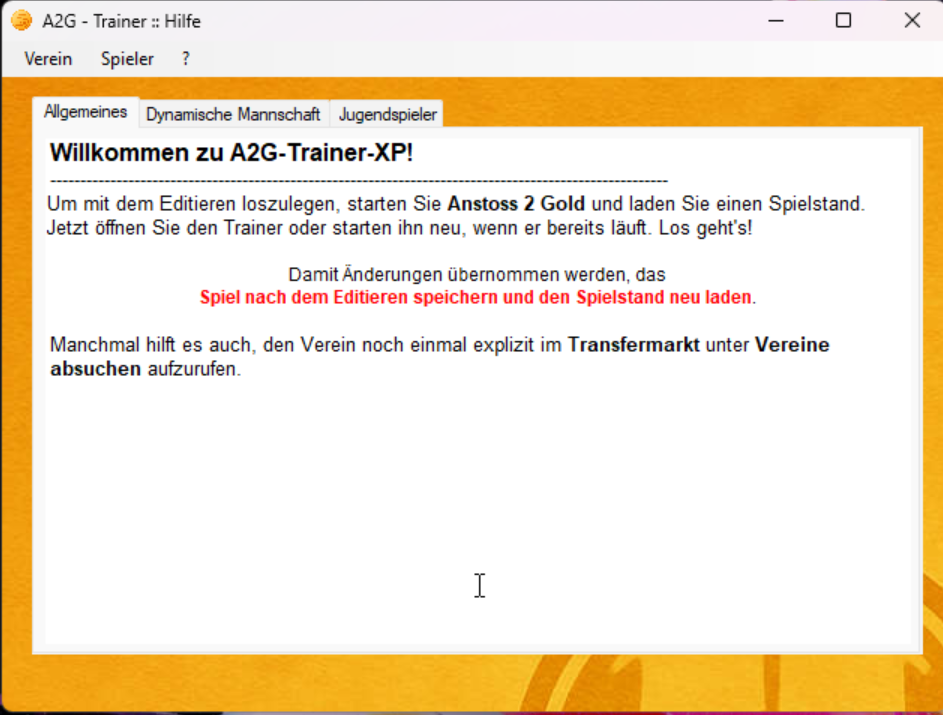 A2G - Trainer :: Hilfe
Verein Spieler ?
Allgemeines Dynamische Mannschaft Jugendspieler
Willkommen zu A2G-Trainer-XP!
--------------------------------------------------------------------------------------------------------
Um mit dem Editieren loszulegen, starten Sie Anstoss 2 Gold und laden Sie einen Spielstand.
Jetzt öffnen Sie den Trainer oder starten ihn neu, wenn er bereits läuft. Los geht's!
Damit Änderungen übernommen werden, das
Spiel nach dem Editieren speichern und den Spielstand neu laden.
Manchmal hilft es auch, den Verein noch einmal explizit im Transfermarkt unter Vereine
absuchen aufzurufen.